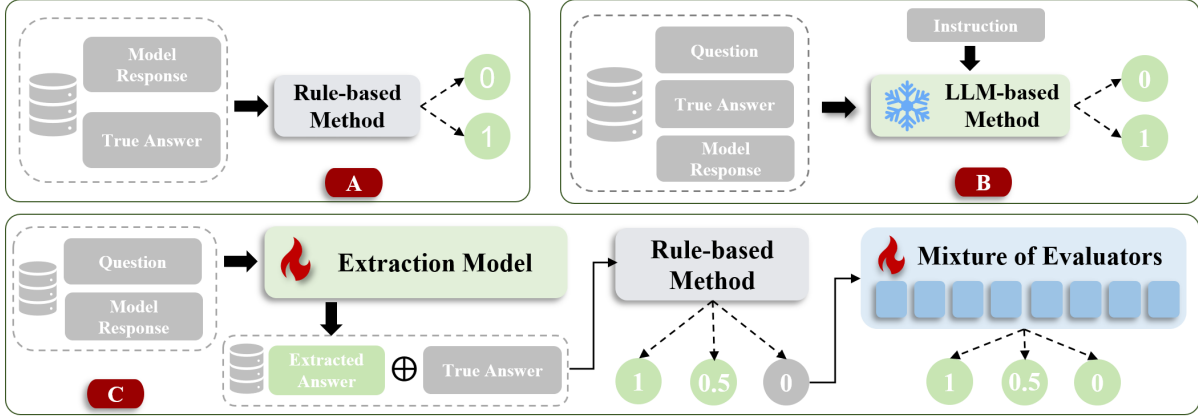 Model
Response
True Answer
Rule-based
Method
0
1
A
Question
True Answer
Model
Response
Instruction
LLM-based
Method
0
1
B
Question
Model
Response
Extraction Model
Extracted
Answer
True Answer
Rule-based
Method
1
0.5
0
Mixture of Evaluators
1
0.5
0
C